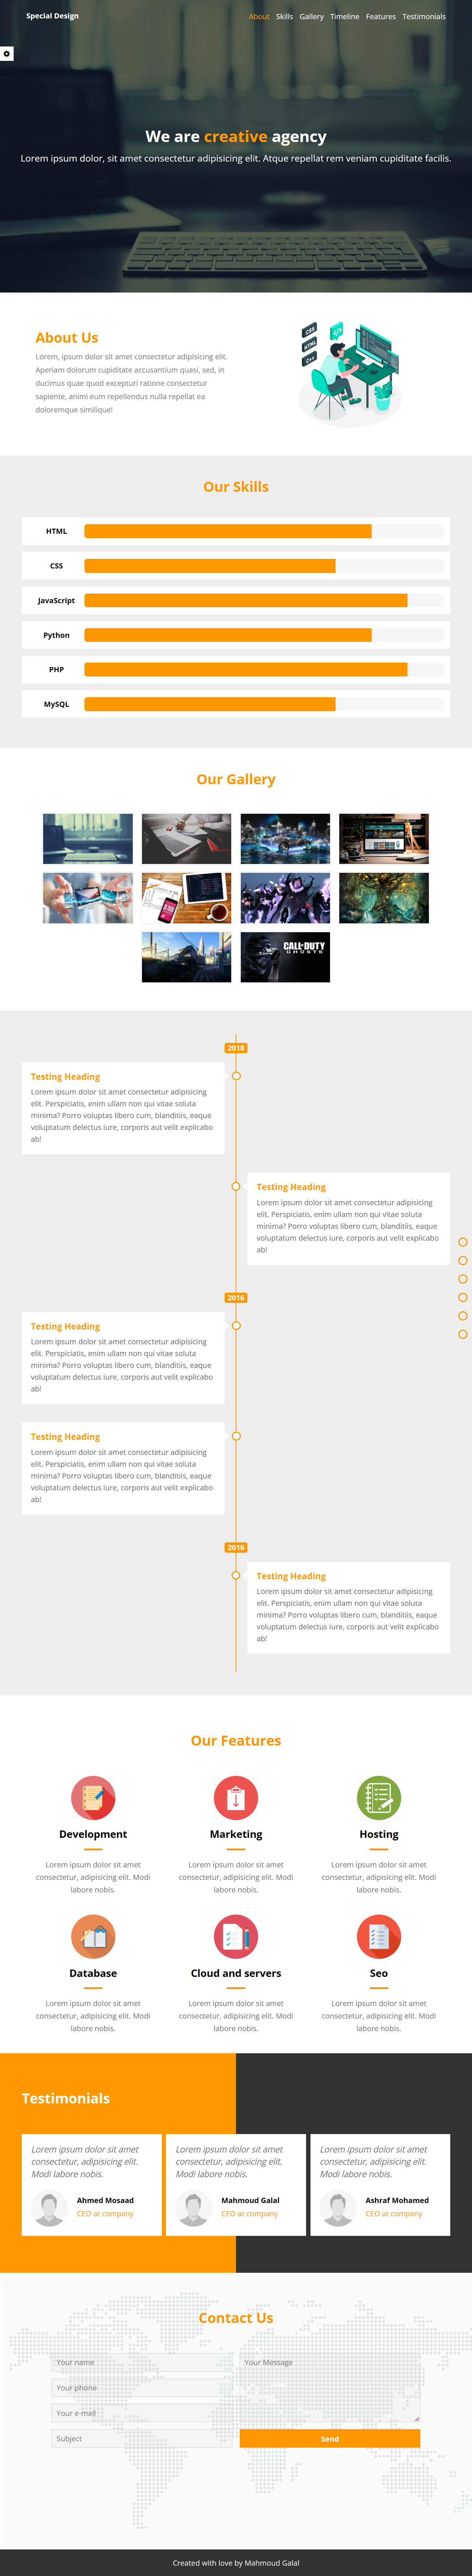 Special Design
About Skills Gallery Timeline Features Testimonials
We are creative agency
Lorem ipsum dolor, sit amet consectetur adipisicing elit. Atque repellat rem veniam cupiditate facilis.
About Us
Lorem, ipsum dolor sit amet consectetur adipisicing elit.
Aperiam dolorum cupiditate accusantium quasi, sed, in
ducimus quae quod excepturi ratione consectetur
sapiente, animi eum repellendus nulla repellat ea
doloremque similique!
CSS
HTML
C++
</>
Our Skills
HTML
CSS
JavaScript
Python
PHP
MySQL
Our Gallery
CALL OF DUTY
GHOSTS
2018
Testing Heading
Lorem ipsum dolor sit amet consectetur adipisicing
elit. Perspiciatis, enim ullam non qui vitae soluta
minima? Porro voluptas libero cum, blanditiis, eaque
voluptatum delectus iure, corporis aut velit explicabo
ab!
Testing Heading
Lorem ipsum dolor sit amet consectetur adipisicing
elit. Perspiciatis, enim ullam non qui vitae soluta
minima? Porro voluptas libero cum, blanditiis, eaque
voluptatum delectus iure, corporis aut velit explicabo
ab!
2016
Testing Heading
Lorem ipsum dolor sit amet consectetur adipisicing
elit. Perspiciatis, enim ullam non qui vitae soluta
minima? Porro voluptas libero cum, blanditiis, eaque
voluptatum delectus iure, corporis aut velit explicabo
ab!
Testing Heading
Lorem ipsum dolor sit amet consectetur adipisicing
elit. Perspiciatis, enim ullam non qui vitae soluta
minima? Porro voluptas libero cum, blanditiis, eaque
voluptatum delectus iure, corporis aut velit explicabo
ab!
2016
Testing Heading
Lorem ipsum dolor sit amet consectetur adipisicing
elit. Perspiciatis, enim ullam non qui vitae soluta
minima? Porro voluptas libero cum, blanditiis, eaque
voluptatum delectus iure, corporis aut velit explicabo
ab!
Our Features
Development
Lorem ipsum dolor sit amet
consectetur, adipisicing elit. Modi
labore nobis.
Marketing
Lorem ipsum dolor sit amet
consectetur, adipisicing elit. Modi
labore nobis.
Hosting
Lorem ipsum dolor sit amet
consectetur, adipisicing elit. Modi
labore nobis.
Database
Lorem ipsum dolor sit amet
consectetur, adipisicing elit. Modi
labore nobis.
Cloud and servers
Lorem ipsum dolor sit amet
consectetur, adipisicing elit. Modi
labore nobis.
Seo
Lorem ipsum dolor sit amet
consectetur, adipisicing elit. Modi
labore nobis.
Testimonials
Lorem ipsum dolor sit amet
consectetur, adipisicing elit.
Modi labore nobis.
Ahmed Mosaad
CEO at company
Lorem ipsum dolor sit amet
consectetur, adipisicing elit.
Modi labore nobis.
Mahmoud Galal
CEO at company
Lorem ipsum dolor sit amet
consectetur, adipisicing elit.
Modi labore nobis.
Ashraf Mohamed
CEO at company
Contact Us
Your name
Your phone
Your e-mail
Subject
Your Message
Send
Created with love by Mahmoud Galal